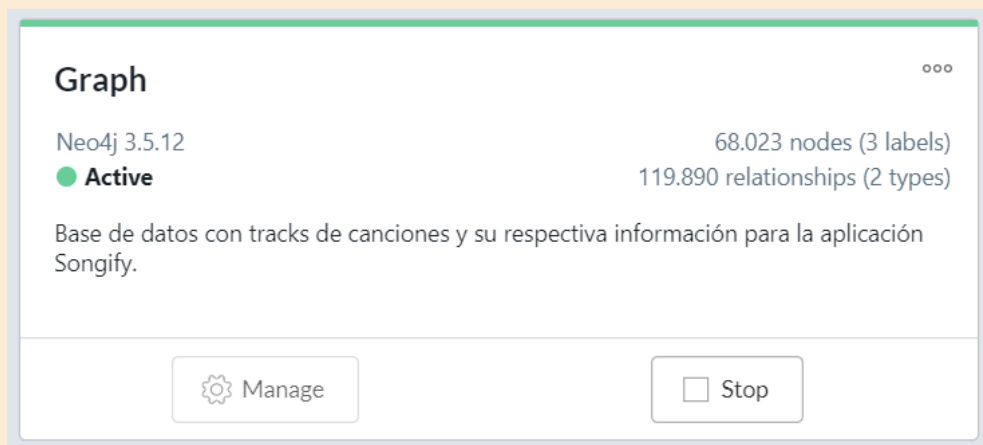 Graph
Neo4j 3.5.12
68.023 nodes (3 labels)
Active
119.890 relationships (2 types)
Base de datos con tracks de canciones y su respectiva información para la aplicación
Songify.
Manage
Stop